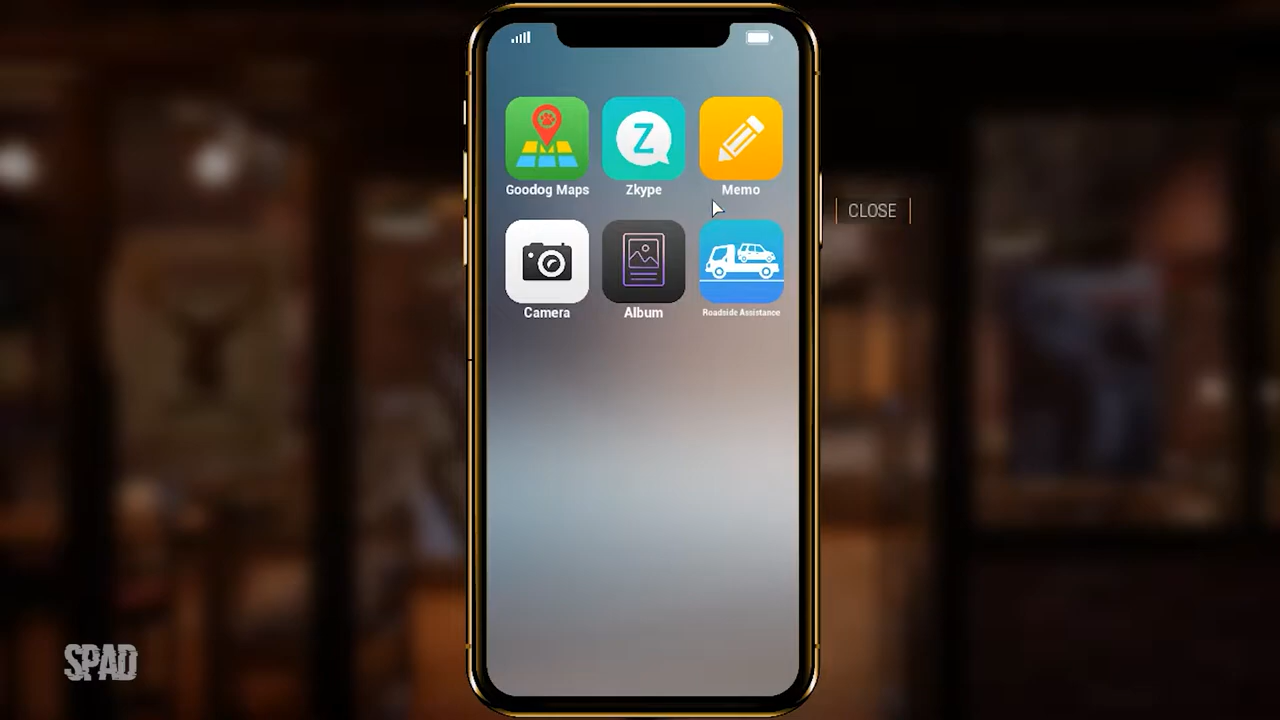 Goodog Maps
Z
Zkype
Memo
CLOSE
Camera
Album
Roadside Assistance
SPAD